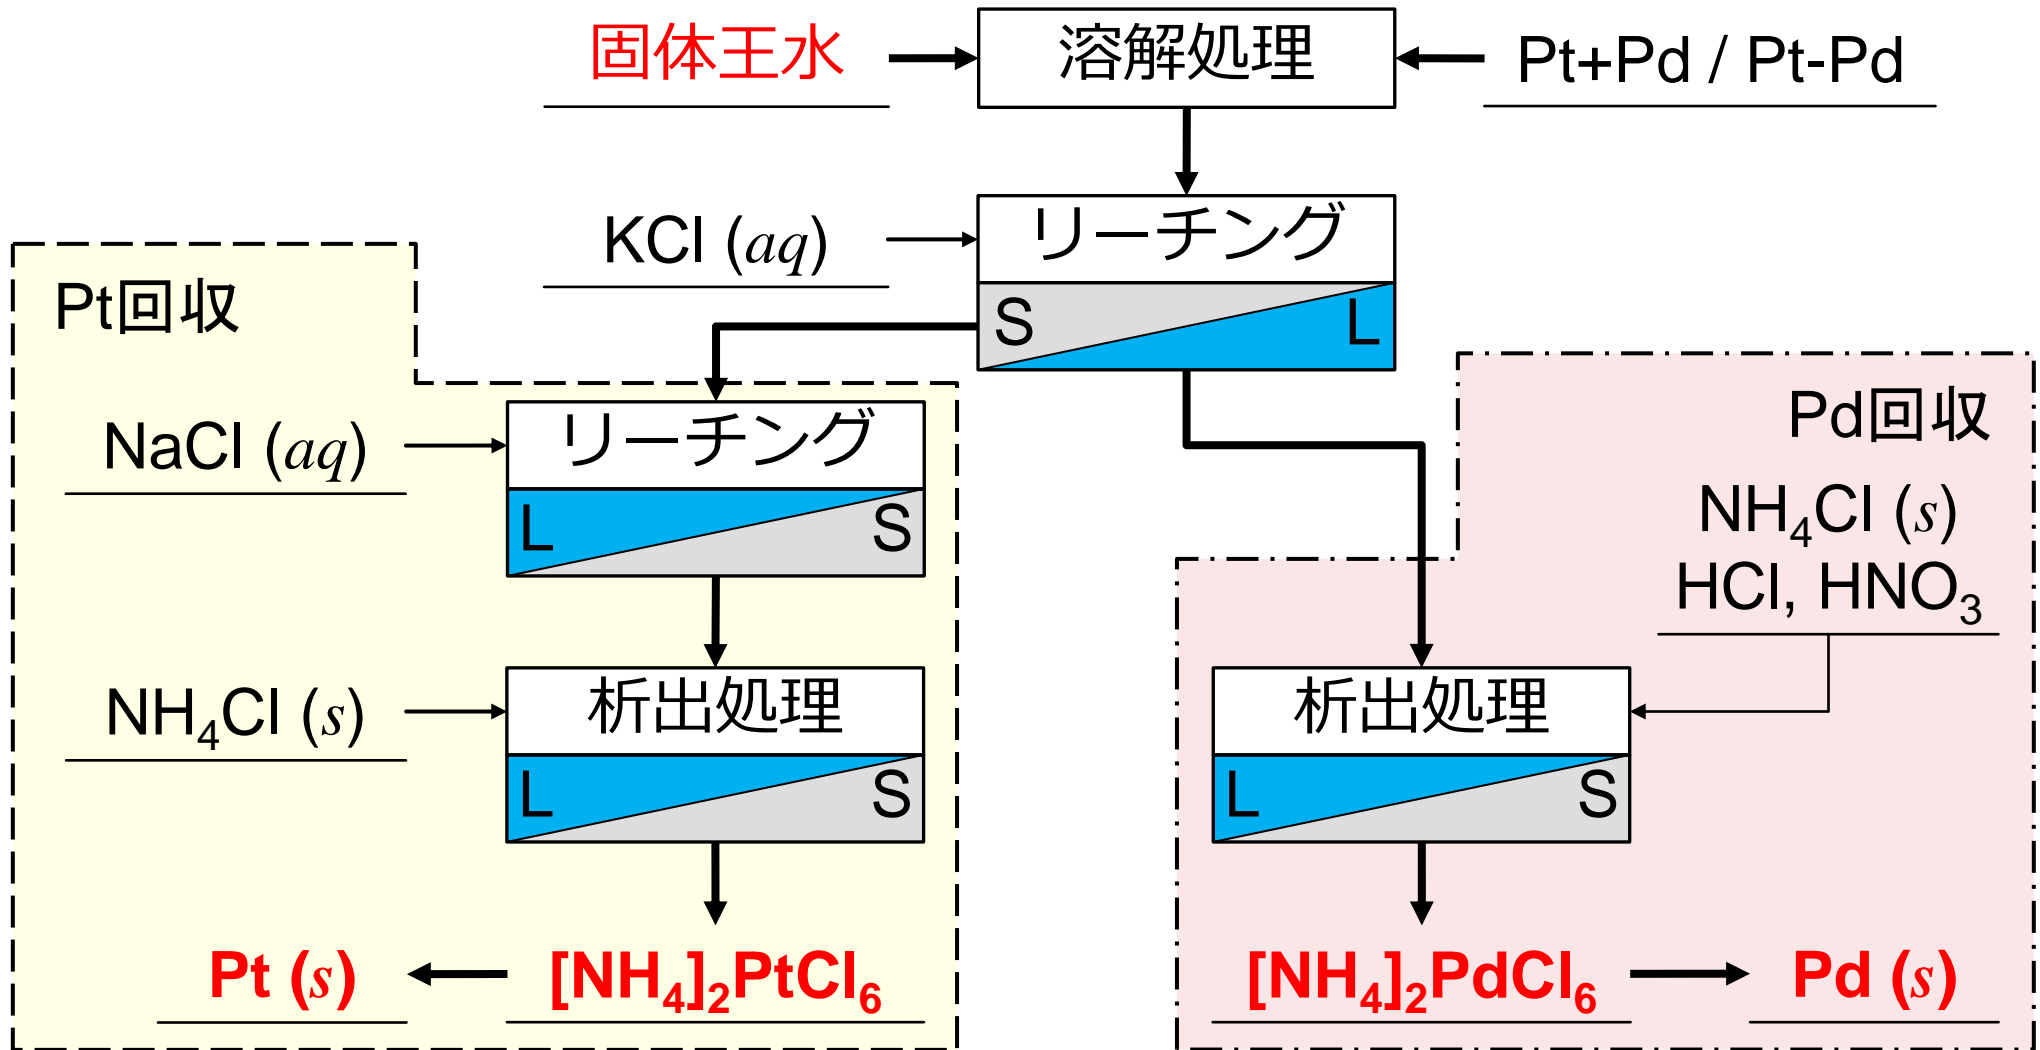 固体王水
溶解処理
Pt+Pd / Pt-Pd
KCl (aq)
リーチング
S
L
Pt回収
NaCl (aq)
リーチング
L
S
Pd回収
NH₄Cl (s)
HCl, HNO₃
NH₄Cl (s)
析出処理
L
S
析出処理
L
S
Pt (s)
[NH₄]₂PtCl₆
[NH₄]₂PdCl₆
Pd (s)